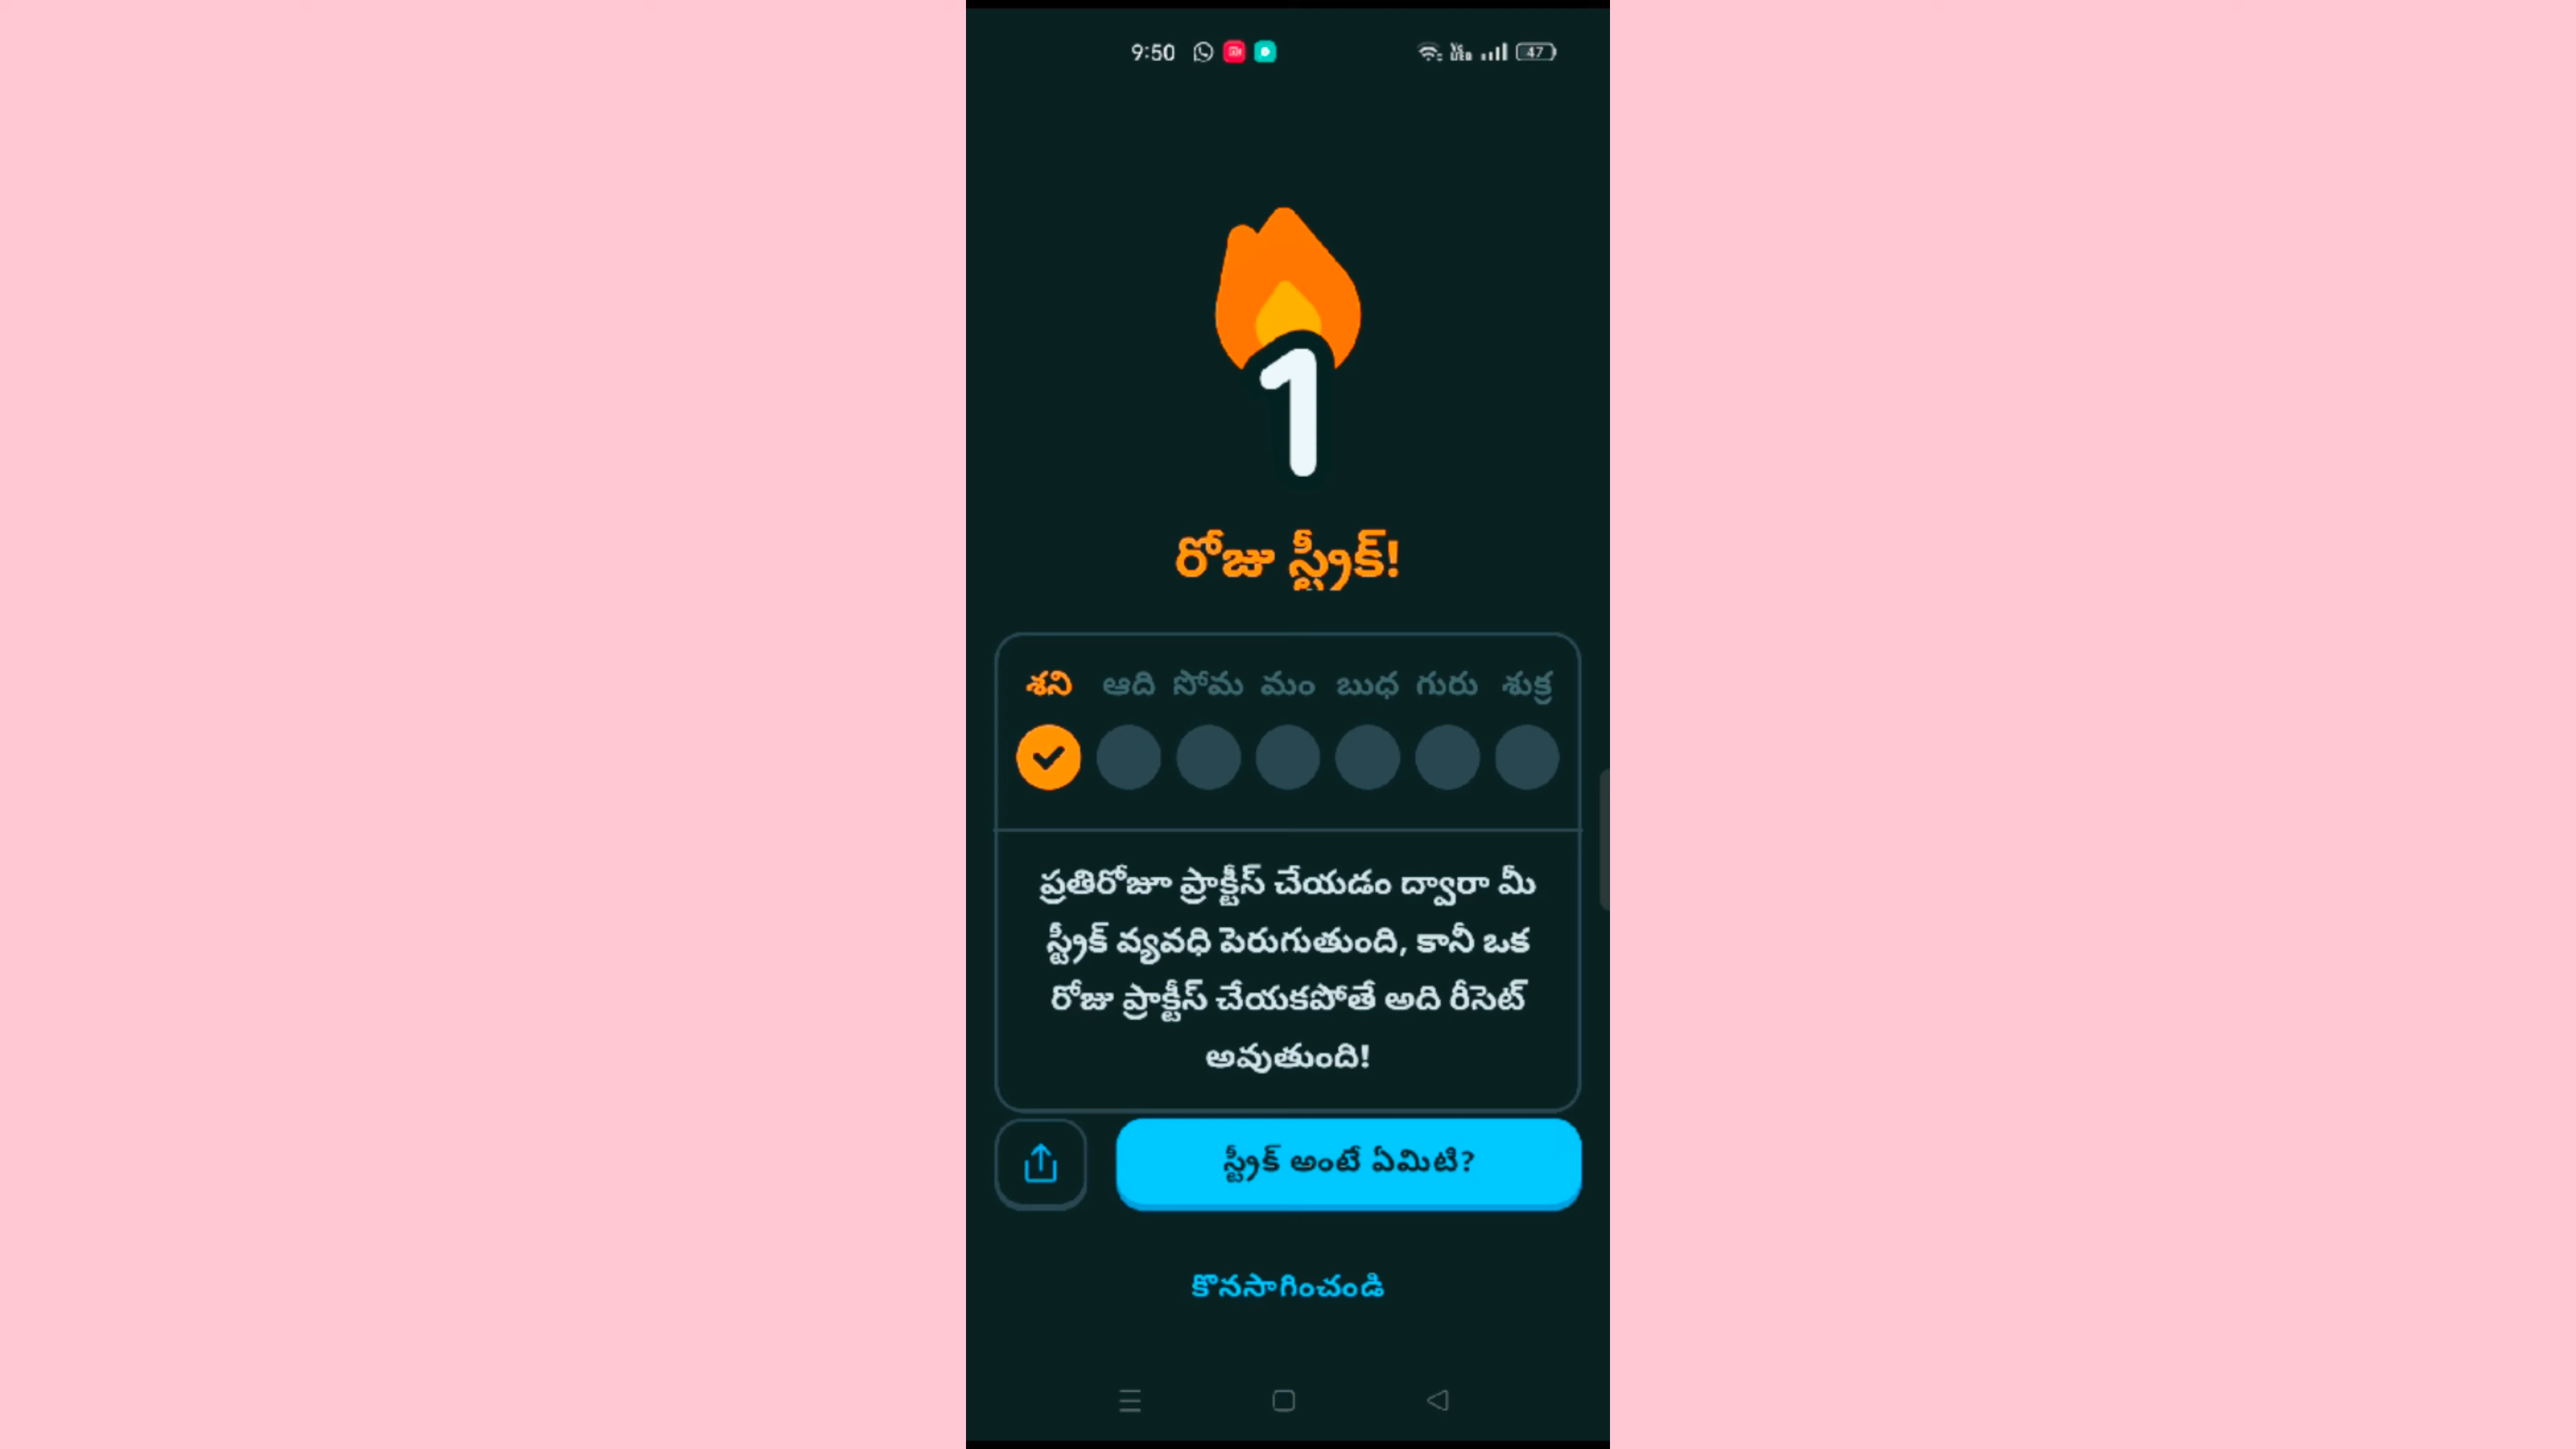 9:50 47
1
రోజు స్ట్రీక్!
శని ఆది సోమ మం బుధ గురు శుక్ర
ప్రతిరోజూ ప్రాక్టీస్ చేయడం ద్వారా మీ
స్ట్రీక్ వ్యవధి పెరుగుతుంది, కానీ ఒక
రోజు ప్రాక్టీస్ చేయకపోతే అది రీసెట్
అవుతుంది!
స్ట్రీక్ అంటే ఏమిటి?
కొనసాగించండి